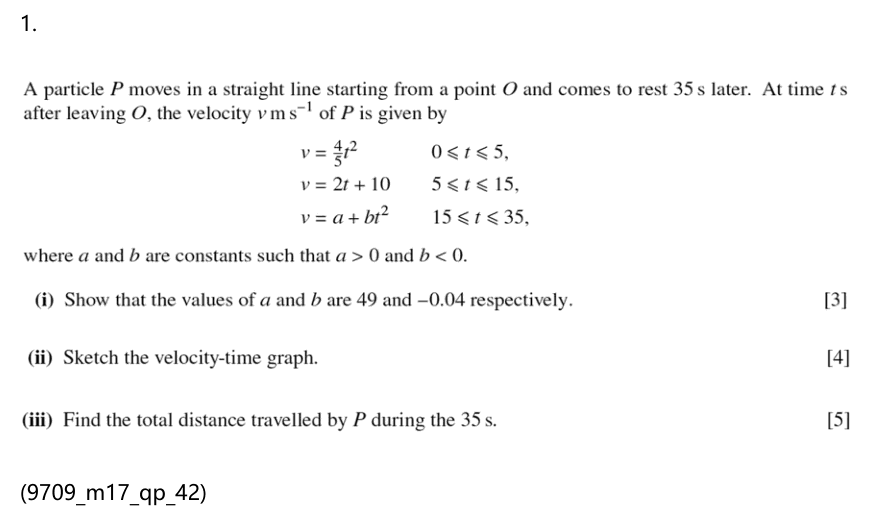 1.
A particle P moves in a straight line starting from a point O and comes to rest 35 s later. At time t s
after leaving O, the velocity v m s⁻¹ of P is given by
v = 4/5 t² 0 ⩽ t ⩽ 5,
v = 2t + 10 5 ⩽ t ⩽ 15,
v = a + bt² 15 ⩽ t ⩽ 35,
where a and b are constants such that a > 0 and b < 0.
(i) Show that the values of a and b are 49 and −0.04 respectively. [3]
(ii) Sketch the velocity-time graph. [4]
(iii) Find the total distance travelled by P during the 35 s. [5]
(9709_m17_qp_42)